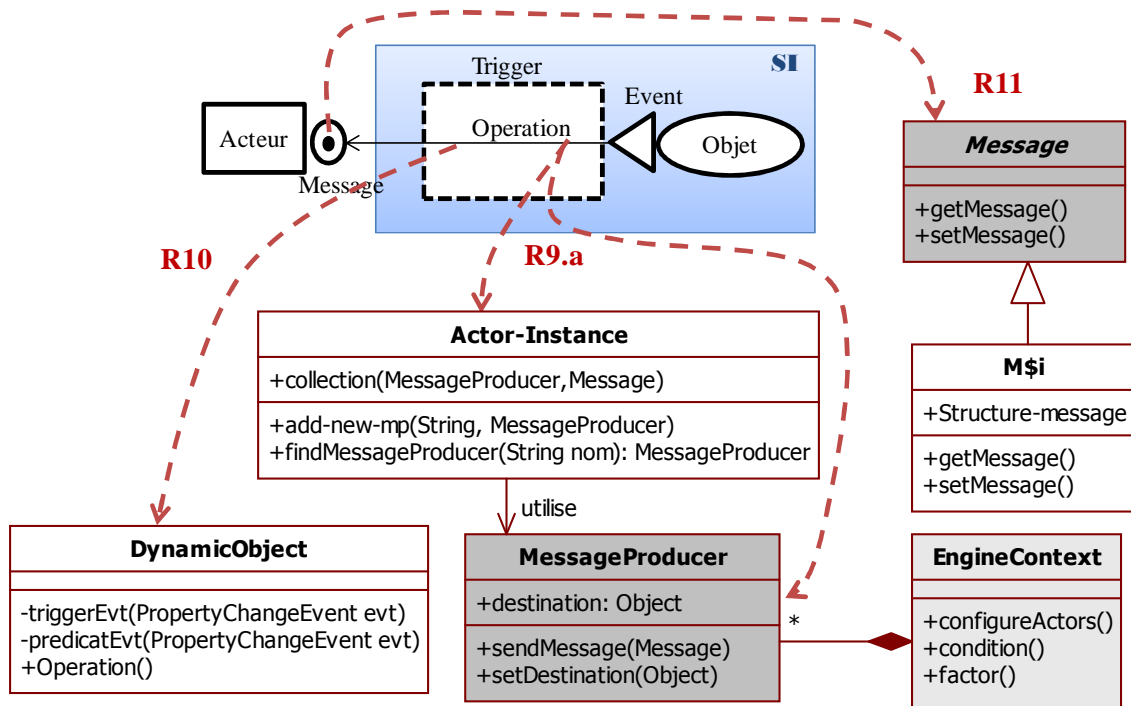 SI
Trigger
Event
R11
Acteur
Operation
Objet
Message
Message
+getMessage()
+setMessage()
R10
R9.a
Actor-Instance
+collection(MessageProducer,Message)
+add-new-mp(String, MessageProducer)
+findMessageProducer(String nom): MessageProducer
M$i
+Structure-message
+getMessage()
+setMessage()
utilise
DynamicObject
-triggerEvt(PropertyChangeEvent evt)
-predicatEvt(PropertyChangeEvent evt)
+Operation()
MessageProducer
+destination: Object
+sendMessage(Message)
+setDestination(Object)
*
EngineContext
+configureActors()
+condition()
+factor()